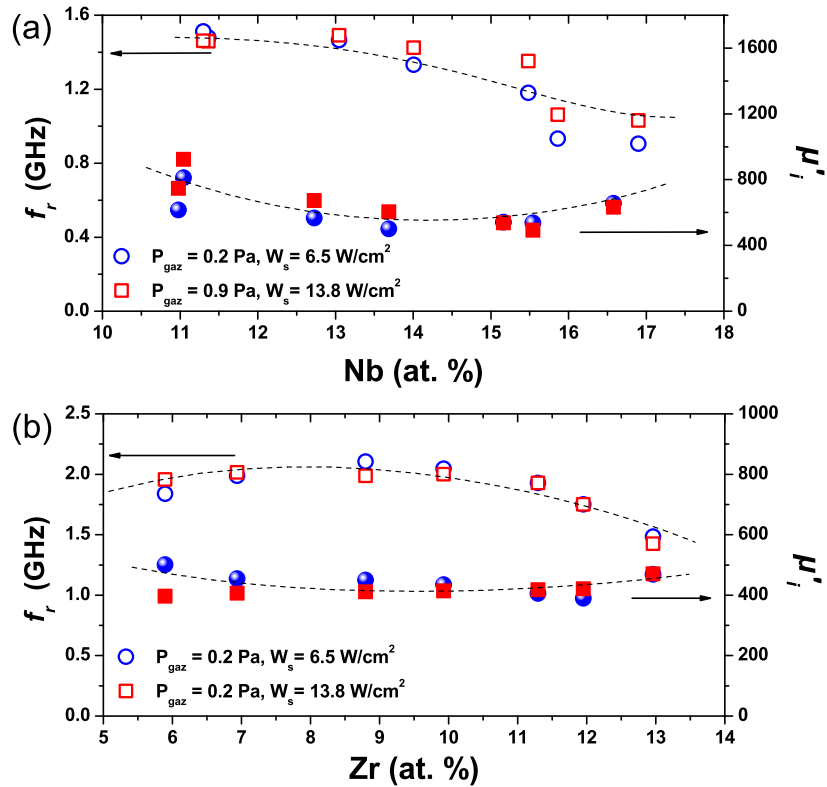 (a)
1.6
1.2
0.8
0.4
0.0
f_r (GHz)
1600
1200
800
400
0
μ'_i
P_gaz = 0.2 Pa, W_s = 6.5 W/cm²
P_gaz = 0.9 Pa, W_s = 13.8 W/cm²
10 11 12 13 14 15 16 17 18
Nb (at. %)
(b)
2.5
2.0
1.5
1.0
0.5
0.0
f_r (GHz)
1000
800
600
400
200
0
μ'_i
P_gaz = 0.2 Pa, W_s = 6.5 W/cm²
P_gaz = 0.2 Pa, W_s = 13.8 W/cm²
5 6 7 8 9 10 11 12 13 14
Zr (at. %)